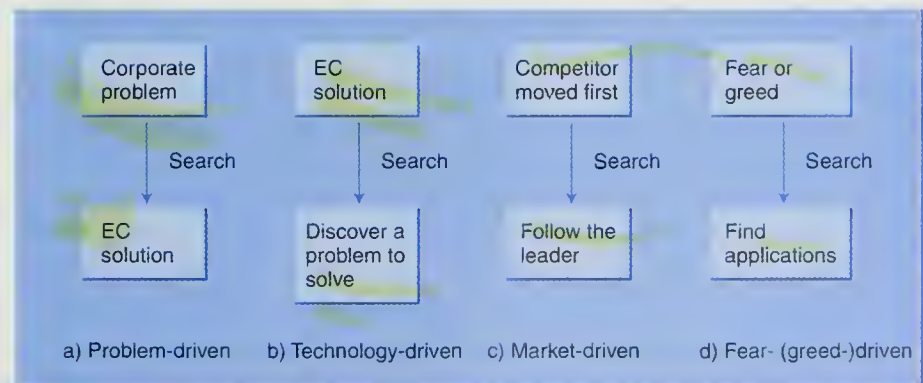 Corporate
problem
EC
solution
Competitor
moved first
Fear or
greed
Search
Search
Search
Search
EC
solution
Discover a
problem to
solve
Follow the
leader
Find
applications
a) Problem-driven
b) Technology-driven
c) Market-driven
d) Fear- (greed-)driven